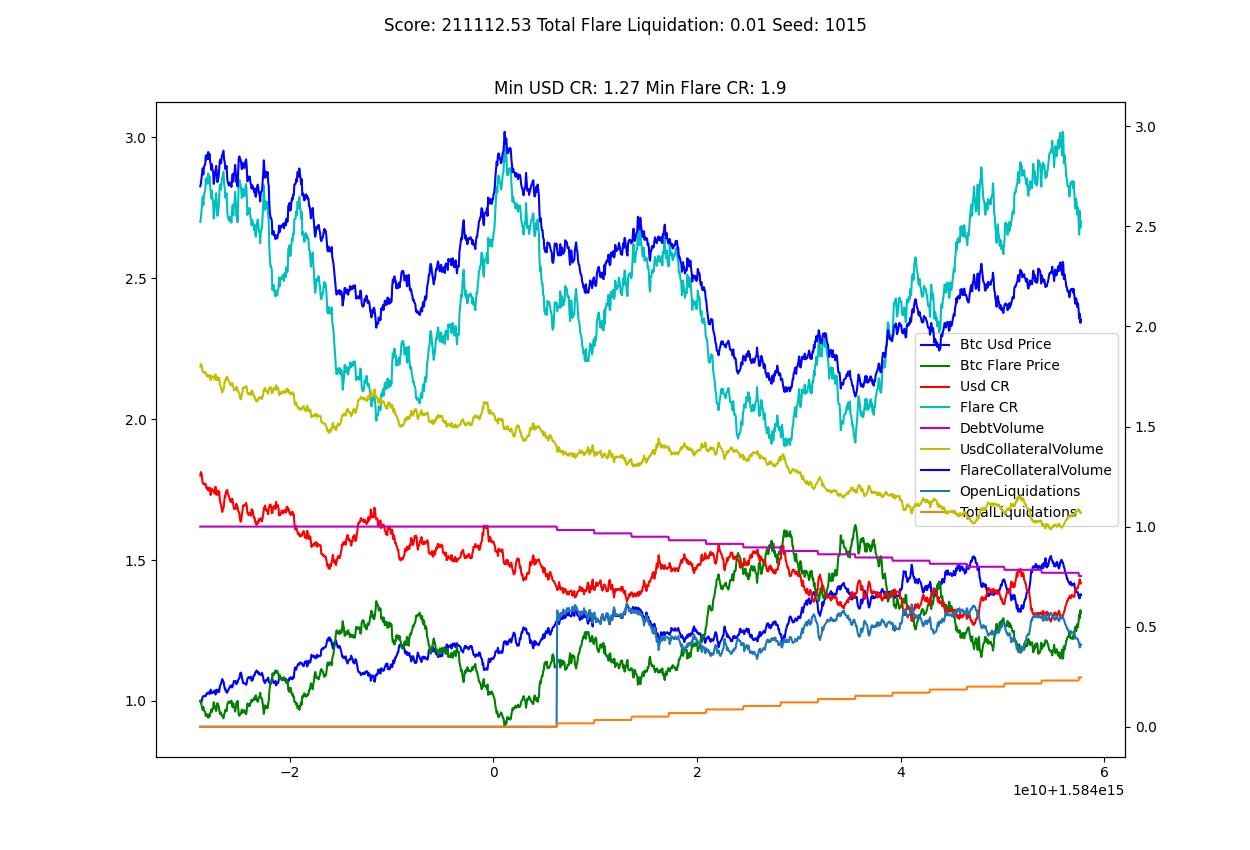 Score: 211112.53 Total Flare Liquidation: 0.01 Seed: 1015
Min USD CR: 1.27 Min Flare CR: 1.9
3.0
2.5
2.0
1.5
1.0
3.0
2.5
2.0
1.5
1.0
0.5
0.0
Btc Usd Price
Btc Flare Price
Usd CR
Flare CR
DebtVolume
UsdCollateralVolume
FlareCollateralVolume
OpenLiquidations
TotalLiquidations
−2 0 2 4 6
1e10+1.584e15